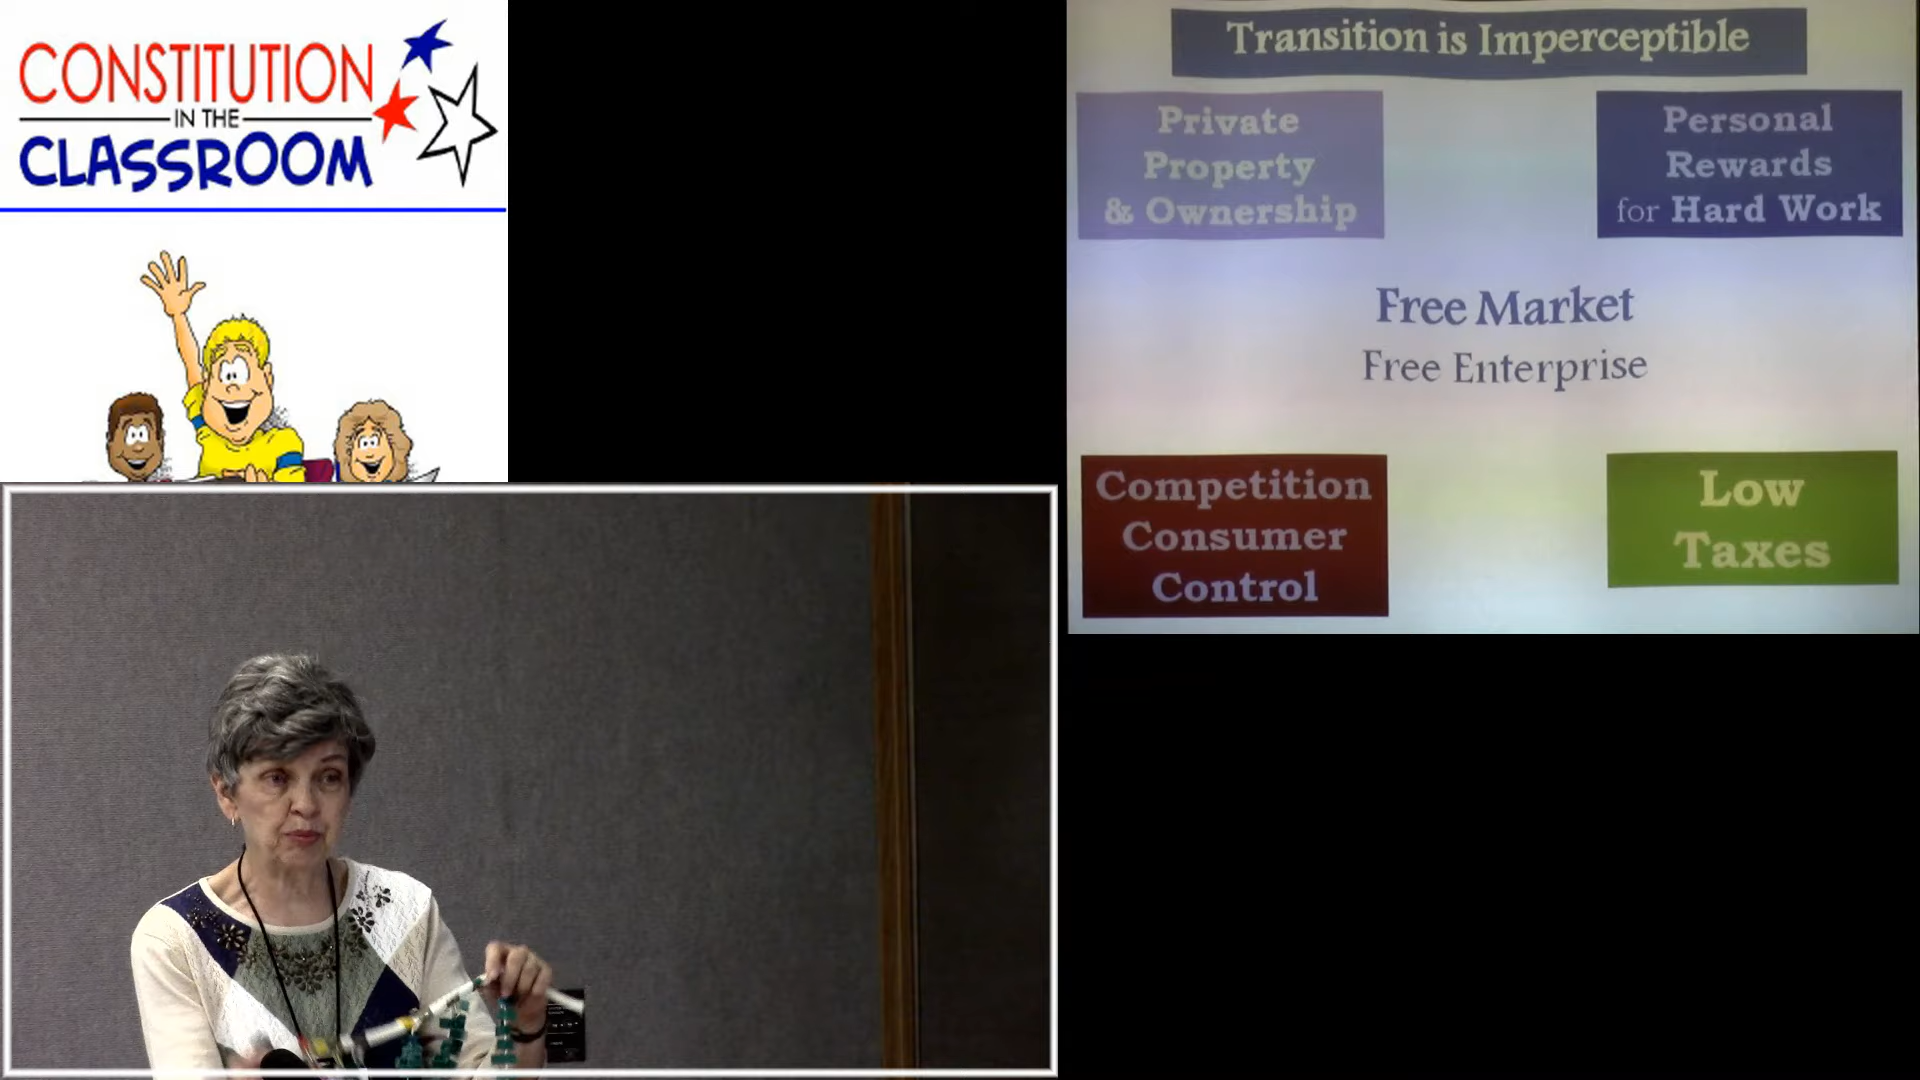 CONSTITUTION
IN THE
CLASSROOM
Transition is Imperceptible
Private
Property
& Ownership
Personal
Rewards
for Hard Work
Free Market
Free Enterprise
Competition
Consumer
Control
Low
Taxes